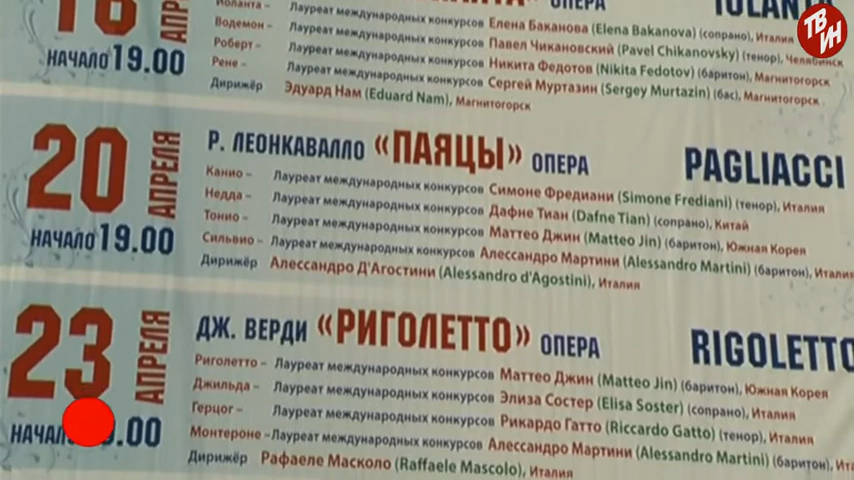 ТВ
ИН
16 АПРЕЛЯ
ОПЕРА IOLANTA
НАЧАЛО 19.00
Иоланта – Лауреат международных конкурсов Елена Баканова (Elena Bakanova) (сопрано), Италия
Водемон – Лауреат международных конкурсов Павел Чикановский (Pavel Chikanovsky) (тенор), Челябинск
Роберт – Лауреат международных конкурсов Никита Федотов (Nikita Fedotov) (баритон), Магнитогорск
Рене – Лауреат международных конкурсов Сергей Муртазин (Sergey Murtazin) (бас), Магнитогорск
Дирижёр Эдуард Нам (Eduard Nam), Магнитогорск
20 АПРЕЛЯ
НАЧАЛО 19.00
Р. ЛЕОНКАВАЛЛО «ПАЯЦЫ» ОПЕРА PAGLIACCI
Канио – Лауреат международных конкурсов Симоне Фредиани (Simone Frediani) (тенор), Италия
Недда – Лауреат международных конкурсов Дафне Тиан (Dafne Tian) (сопрано), Китай
Тонио – Лауреат международных конкурсов Маттео Джин (Matteo Jin) (баритон), Южная Корея
Сильвио – Лауреат международных конкурсов Алессандро Мартини (Alessandro Martini) (баритон), Италия
Дирижёр Алессандро Д'Агостини (Alessandro d'Agostini), Италия
23 АПРЕЛЯ
.00
ДЖ. ВЕРДИ «РИГОЛЕТТО» ОПЕРА RIGOLETTO
Риголетто – Лауреат международных конкурсов Маттео Джин (Matteo Jin) (баритон), Южная Корея
Джильда – Лауреат международных конкурсов Элиза Состер (Elisa Soster) (сопрано), Италия
Герцог – Лауреат международных конкурсов Рикардо Гатто (Riccardo Gatto) (тенор), Италия
Монтероне – Лауреат международных конкурсов Алессандро Мартини (Alessandro Martini) (баритон), Ита
Дирижёр Рафаеле Масколо (Raffaele Mascolo), Италия